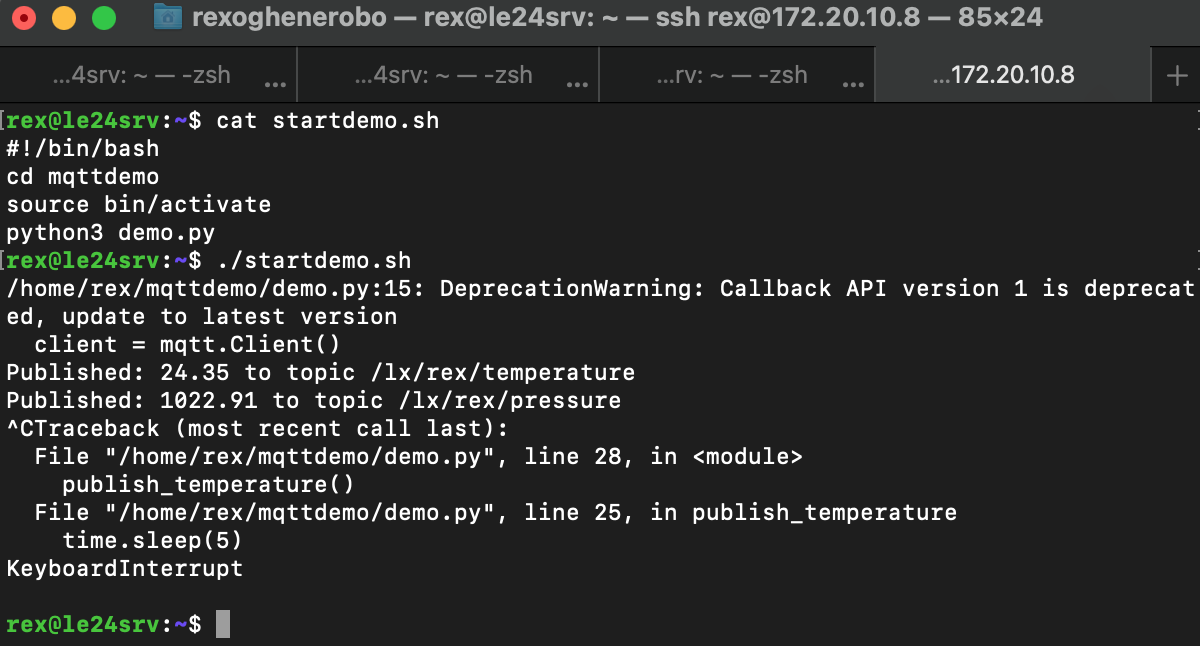 rexoghenerobo — rex@le24srv: ~ — ssh rex@172.20.10.8 — 85×24
...4srv: ~ — -zsh ... ...4srv: ~ — -zsh ... ...rv: ~ — -zsh ... ...172.20.10.8 +
[rex@le24srv:~$ cat startdemo.sh
#!/bin/bash
cd mqttdemo
source bin/activate
python3 demo.py
[rex@le24srv:~$ ./startdemo.sh
/home/rex/mqttdemo/demo.py:15: DeprecationWarning: Callback API version 1 is deprecat
ed, update to latest version
  client = mqtt.Client()
Published: 24.35 to topic /lx/rex/temperature
Published: 1022.91 to topic /lx/rex/pressure
^CTraceback (most recent call last):
  File "/home/rex/mqttdemo/demo.py", line 28, in <module>
    publish_temperature()
  File "/home/rex/mqttdemo/demo.py", line 25, in publish_temperature
    time.sleep(5)
KeyboardInterrupt
rex@le24srv:~$